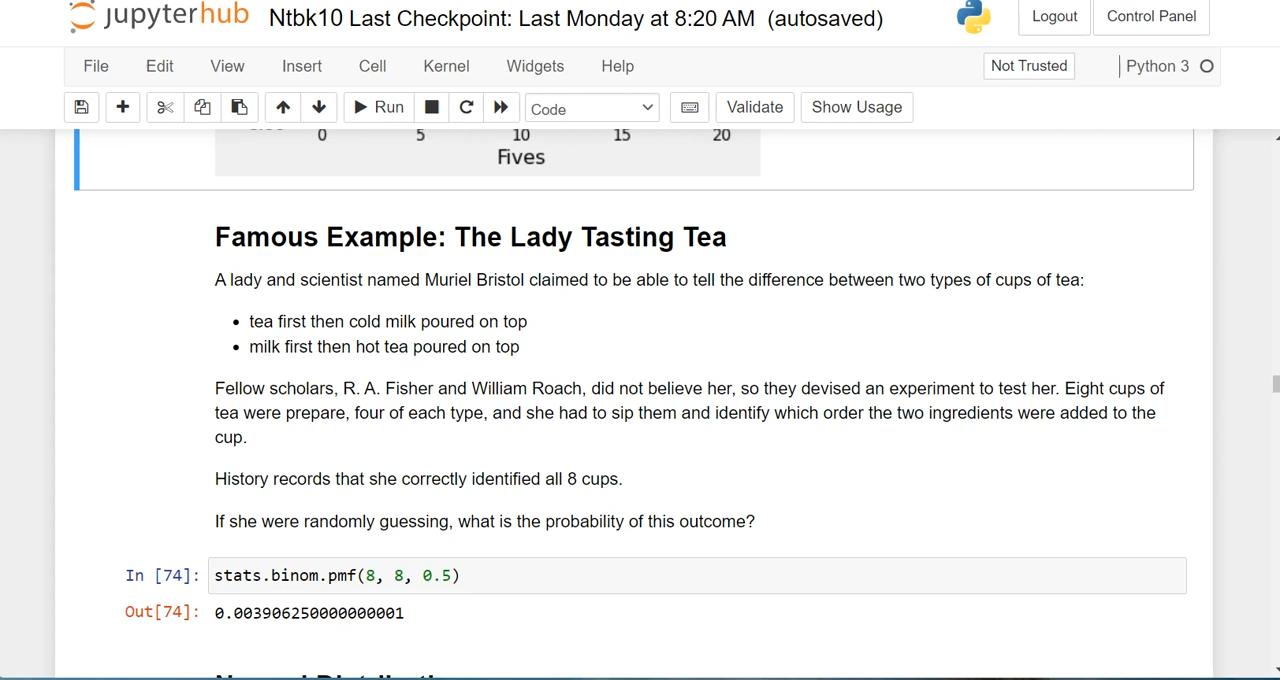 jupyterhub Ntbk10 Last Checkpoint: Last Monday at 8:20 AM (autosaved) Logout Control Panel
File Edit View Insert Cell Kernel Widgets Help Not Trusted Python 3
Run Code Validate Show Usage
0 5 10 15 20
Fives
Famous Example: The Lady Tasting Tea
A lady and scientist named Muriel Bristol claimed to be able to tell the difference between two types of cups of tea:
• tea first then cold milk poured on top
• milk first then hot tea poured on top
Fellow scholars, R. A. Fisher and William Roach, did not believe her, so they devised an experiment to test her. Eight cups of
tea were prepare, four of each type, and she had to sip them and identify which order the two ingredients were added to the
cup.
History records that she correctly identified all 8 cups.
If she were randomly guessing, what is the probability of this outcome?
In [74]: stats.binom.pmf(8, 8, 0.5)
Out[74]: 0.003906250000000001